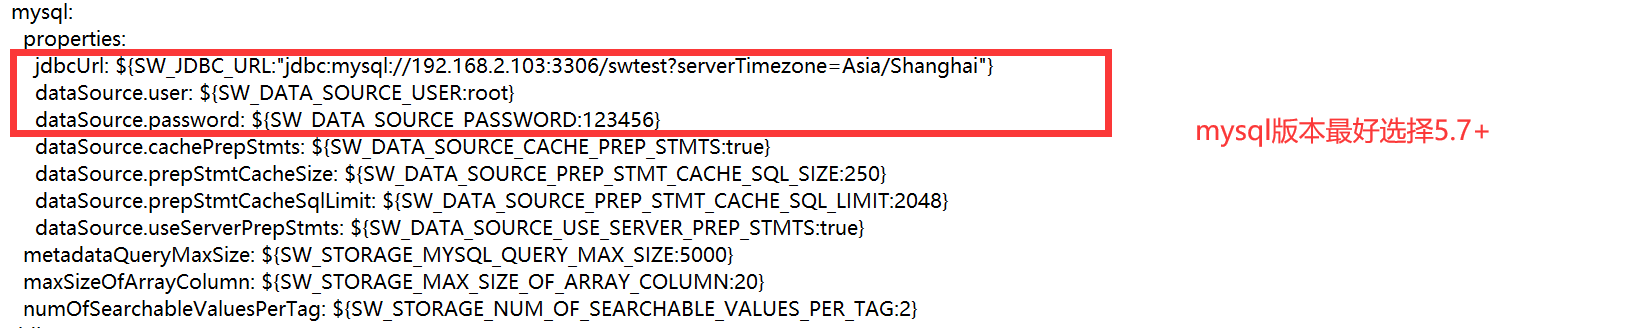 mysql:
properties:
jdbcUrl: ${SW_JDBC_URL:"jdbc:mysql://192.168.2.103:3306/swtest?serverTimezone=Asia/Shanghai"}
dataSource.user: ${SW_DATA_SOURCE_USER:root}
dataSource.password: ${SW_DATA_SOURCE_PASSWORD:123456}
dataSource.cachePrepStmts: ${SW_DATA_SOURCE_CACHE_PREP_STMTS:true}
dataSource.prepStmtCacheSize: ${SW_DATA_SOURCE_PREP_STMT_CACHE_SQL_SIZE:250}
dataSource.prepStmtCacheSqlLimit: ${SW_DATA_SOURCE_PREP_STMT_CACHE_SQL_LIMIT:2048}
dataSource.useServerPrepStmts: ${SW_DATA_SOURCE_USE_SERVER_PREP_STMTS:true}
metadataQueryMaxSize: ${SW_STORAGE_MYSQL_QUERY_MAX_SIZE:5000}
maxSizeOfArrayColumn: ${SW_STORAGE_MAX_SIZE_OF_ARRAY_COLUMN:20}
numOfSearchableValuesPerTag: ${SW_STORAGE_NUM_OF_SEARCHABLE_VALUES_PER_TAG:2}
mysql版本最好选择5.7+